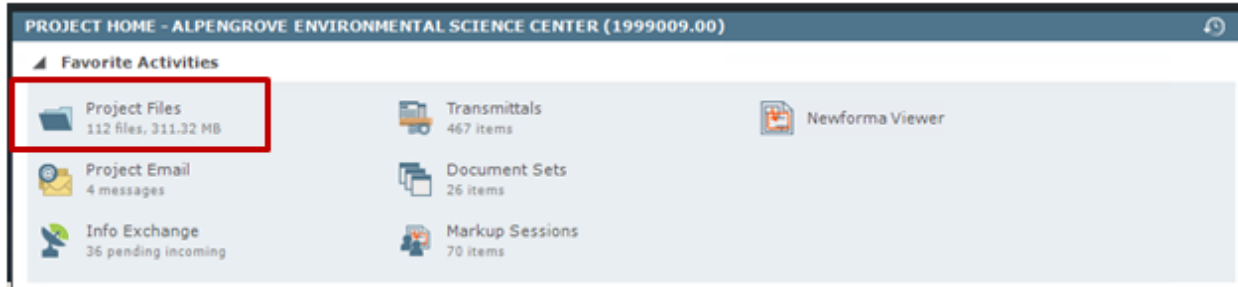 PROJECT HOME - ALPENGROVE ENVIRONMENTAL SCIENCE CENTER (1999009.00)
Favorite Activities
Project Files
112 files, 311.32 MB
Transmittals
467 items
Newforma Viewer
Project Email
4 messages
Document Sets
26 items
Info Exchange
36 pending incoming
Markup Sessions
70 items